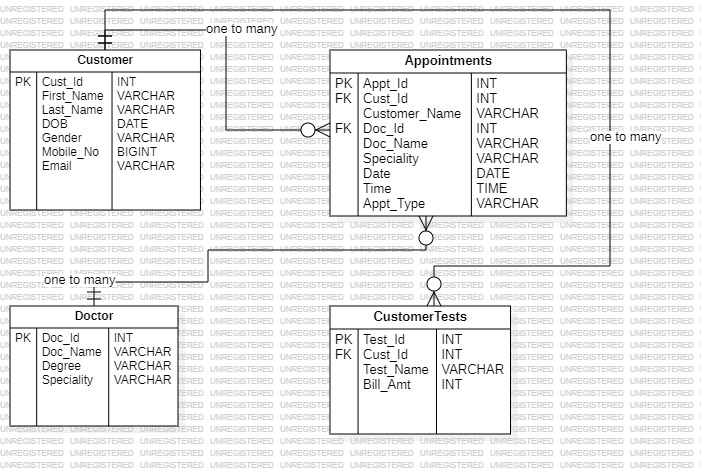 one to many
Customer
PK Cust_Id INT
First_Name VARCHAR
Last_Name VARCHAR
DOB DATE
Gender VARCHAR
Mobile_No BIGINT
Email VARCHAR
Appointments
PK Appt_Id INT
FK Cust_Id INT
Customer_Name VARCHAR
FK Doc_Id INT
Doc_Name VARCHAR
Speciality VARCHAR
Date DATE
Time TIME
Appt_Type VARCHAR
one to many
one to many
Doctor
PK Doc_Id INT
Doc_Name VARCHAR
Degree VARCHAR
Speciality VARCHAR
CustomerTests
PK Test_Id INT
FK Cust_Id INT
Test_Name VARCHAR
Bill_Amt INT
UNREGISTERED